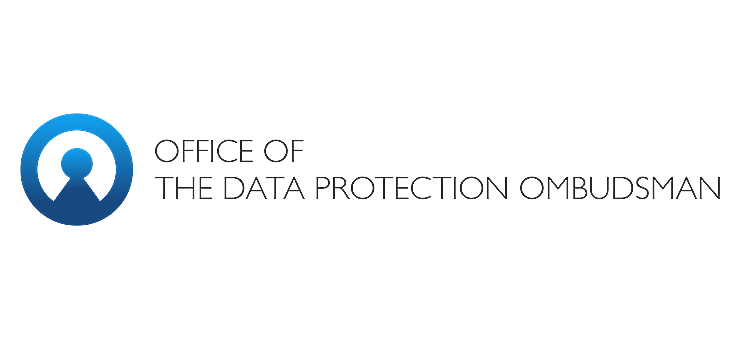 OFFICE OF
THE DATA PROTECTION OMBUDSMAN